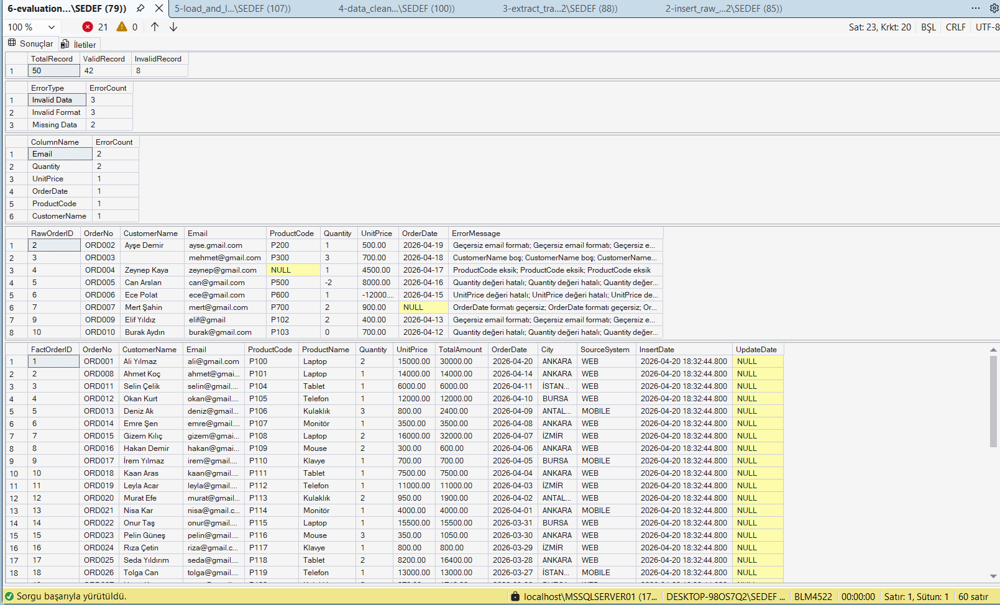 6-evaluation...\SEDEF (79)) 5-load_and_l...\SEDEF (107)) 4-data_clean...\SEDEF (100)) 3-extract_tra...2\SEDEF (88)) 2-insert_raw_...2\SEDEF (85))
100 % 21 0 Sat: 23, Krkt: 20 BŞL CRLF UTF-8
Sonuçlar İletiler
TotalRecord ValidRecord InvalidRecord
1 50 42 8
ErrorType ErrorCount
1 Invalid Data 3
2 Invalid Format 3
3 Missing Data 2
ColumnName ErrorCount
1 Email 2
2 Quantity 2
3 UnitPrice 1
4 OrderDate 1
5 ProductCode 1
6 CustomerName 1
RawOrderID OrderNo CustomerName Email ProductCode Quantity UnitPrice OrderDate ErrorMessage
1 2 ORD002 Ayşe Demir ayse.gmail.com P200 1 500.00 2026-04-19 Geçersiz email formatı; Geçersiz email formatı; Geçersiz e...
2 3 ORD003 mehmet@gmail.com P300 3 700.00 2026-04-18 CustomerName boş; CustomerName boş; CustomerName...
3 4 ORD004 Zeynep Kaya zeynep@gmail.com NULL 1 4500.00 2026-04-17 ProductCode eksik; ProductCode eksik; ProductCode eksik
4 5 ORD005 Can Arslan can@gmail.com P500 -2 8000.00 2026-04-16 Quantity değeri hatalı; Quantity değeri hatalı; Quantity değer...
5 6 ORD006 Ece Polat ece@gmail.com P600 1 -12000.... 2026-04-15 UnitPrice değeri hatalı; UnitPrice değeri hatalı; UnitPrice de...
6 7 ORD007 Mert Şahin mert@gmail.com P700 2 900.00 NULL OrderDate formatı geçersiz; OrderDate formatı geçersiz; Or...
7 9 ORD009 Elif Yıldız elif@gmail P102 2 400.00 2026-04-13 Geçersiz email formatı; Geçersiz email formatı; Geçersiz e...
8 10 ORD010 Burak Aydın burak@gmail.com P103 0 700.00 2026-04-12 Quantity değeri hatalı; Quantity değeri hatalı; Quantity değer...
FactOrderID OrderNo CustomerName Email ProductCode ProductName Quantity UnitPrice TotalAmount OrderDate City SourceSystem InsertDate UpdateDate
1 1 ORD001 Ali Yılmaz ali@gmail.com P100 Laptop 2 15000.00 30000.00 2026-04-20 ANKARA WEB 2026-04-20 18:32:44.800 NULL
2 2 ORD008 Ahmet Koç ahmet@gmai... P101 Laptop 1 14000.00 14000.00 2026-04-14 ANKARA WEB 2026-04-20 18:32:44.800 NULL
3 3 ORD011 Selin Çelik selin@gmail.... P104 Tablet 1 6000.00 6000.00 2026-04-11 İSTAN... WEB 2026-04-20 18:32:44.800 NULL
4 4 ORD012 Okan Kurt okan@gmail.... P105 Telefon 1 12000.00 12000.00 2026-04-10 BURSA WEB 2026-04-20 18:32:44.800 NULL
5 5 ORD013 Deniz Ak deniz@gmail... P106 Kulaklık 3 800.00 2400.00 2026-04-09 ANTAL... MOBILE 2026-04-20 18:32:44.800 NULL
6 6 ORD014 Emre Şen emre@gmail.... P107 Monitör 1 3500.00 3500.00 2026-04-08 ANKARA WEB 2026-04-20 18:32:44.800 NULL
7 7 ORD015 Gizem Kılıç gizem@gmai... P108 Laptop 2 16000.00 32000.00 2026-04-07 İZMİR WEB 2026-04-20 18:32:44.800 NULL
8 8 ORD016 Hakan Demir hakan@gmai... P109 Mouse 2 300.00 600.00 2026-04-06 ANKARA WEB 2026-04-20 18:32:44.800 NULL
9 9 ORD017 İrem Yılmaz irem@gmail.... P110 Klavye 1 700.00 700.00 2026-04-05 BURSA MOBILE 2026-04-20 18:32:44.800 NULL
10 10 ORD018 Kaan Aras kaan@gmail.... P111 Tablet 1 7500.00 7500.00 2026-04-04 ANKARA WEB 2026-04-20 18:32:44.800 NULL
11 11 ORD019 Leyla Acar leyla@gmail.... P112 Telefon 1 11000.00 11000.00 2026-04-03 İZMİR WEB 2026-04-20 18:32:44.800 NULL
12 12 ORD020 Murat Efe murat@gmail... P113 Kulaklık 2 950.00 1900.00 2026-04-02 ANTAL... WEB 2026-04-20 18:32:44.800 NULL
13 13 ORD021 Nisa Kar nisa@gmail.c... P114 Monitör 1 4000.00 4000.00 2026-04-01 ANKARA MOBILE 2026-04-20 18:32:44.800 NULL
14 14 ORD022 Onur Taş onur@gmail.... P115 Laptop 1 15500.00 15500.00 2026-03-31 BURSA WEB 2026-04-20 18:32:44.800 NULL
15 15 ORD023 Pelin Güneş pelin@gmail.... P116 Mouse 3 350.00 1050.00 2026-03-30 ANKARA WEB 2026-04-20 18:32:44.800 NULL
16 16 ORD024 Rıza Çetin riza@gmail.c... P117 Klavye 1 800.00 800.00 2026-03-29 İZMİR WEB 2026-04-20 18:32:44.800 NULL
17 17 ORD025 Seda Yıldırım seda@gmail.... P118 Tablet 2 8200.00 16400.00 2026-03-28 ANKARA WEB 2026-04-20 18:32:44.800 NULL
18 18 ORD026 Tolga Can tolga@gmail.... P119 Telefon 1 13000.00 13000.00 2026-03-27 İSTAN... MOBILE 2026-04-20 18:32:44.800 NULL
Sorgu başarıyla yürütüldü. localhost\MSSQLSERVER01 (17... DESKTOP-98OS7Q2\SEDEF ... BLM4522 00:00:00 Satır: 1, Sütun: 1 60 satır